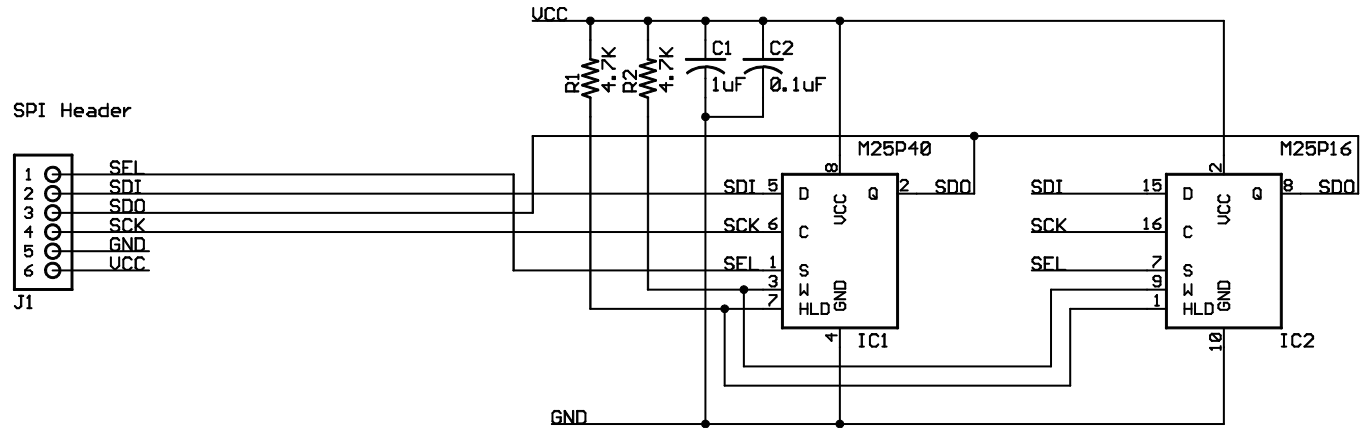 VCC
R1
4.7K
R2
4.7K
C1
1uF
C2
0.1uF
SPI Header
1 SEL
2 SDI
3 SDO
4 SCK
5 GND
6 VCC
J1
M25P40
8
VCC
SDI 5 D
Q 2 SDO
SCK 6 C
SEL 1 S
3 W
7 HLD
GND
4
IC1
M25P16
2
VCC
SDI 15 D
Q 8 SDO
SCK 16 C
SEL 7 S
9 W
1 HLD
GND
10
IC2
GND